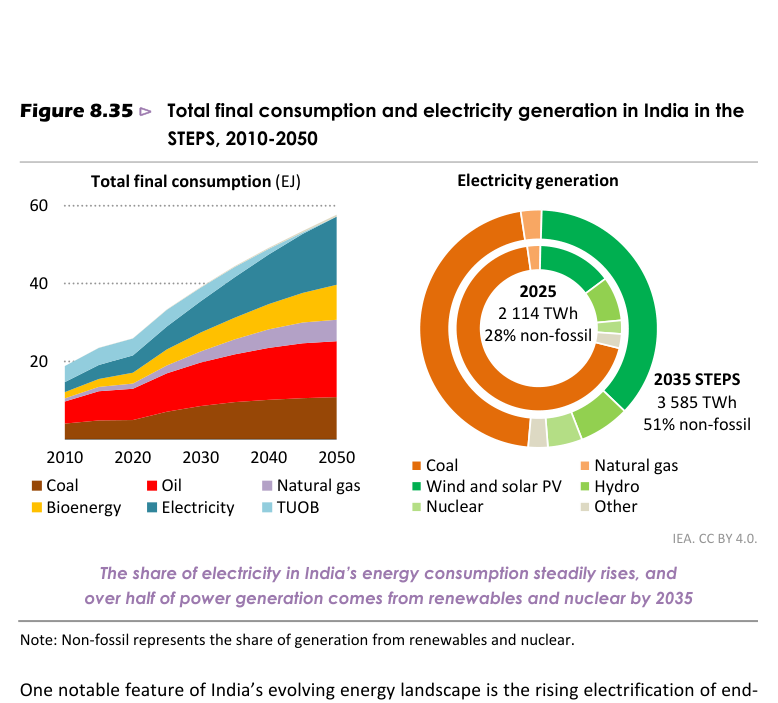 Figure 8.35 ▷ Total final consumption and electricity generation in India in the
STEPS, 2010-2050
Total final consumption (EJ)
60
40
20
2010 2020 2030 2040 2050
Coal Oil Natural gas
Bioenergy Electricity TUOB
Electricity generation
2025
2 114 TWh
28% non-fossil
2035 STEPS
3 585 TWh
51% non-fossil
Coal Natural gas
Wind and solar PV Hydro
Nuclear Other
IEA. CC BY 4.0.
The share of electricity in India's energy consumption steadily rises, and
over half of power generation comes from renewables and nuclear by 2035
Note: Non-fossil represents the share of generation from renewables and nuclear.
One notable feature of India's evolving energy landscape is the rising electrification of end-